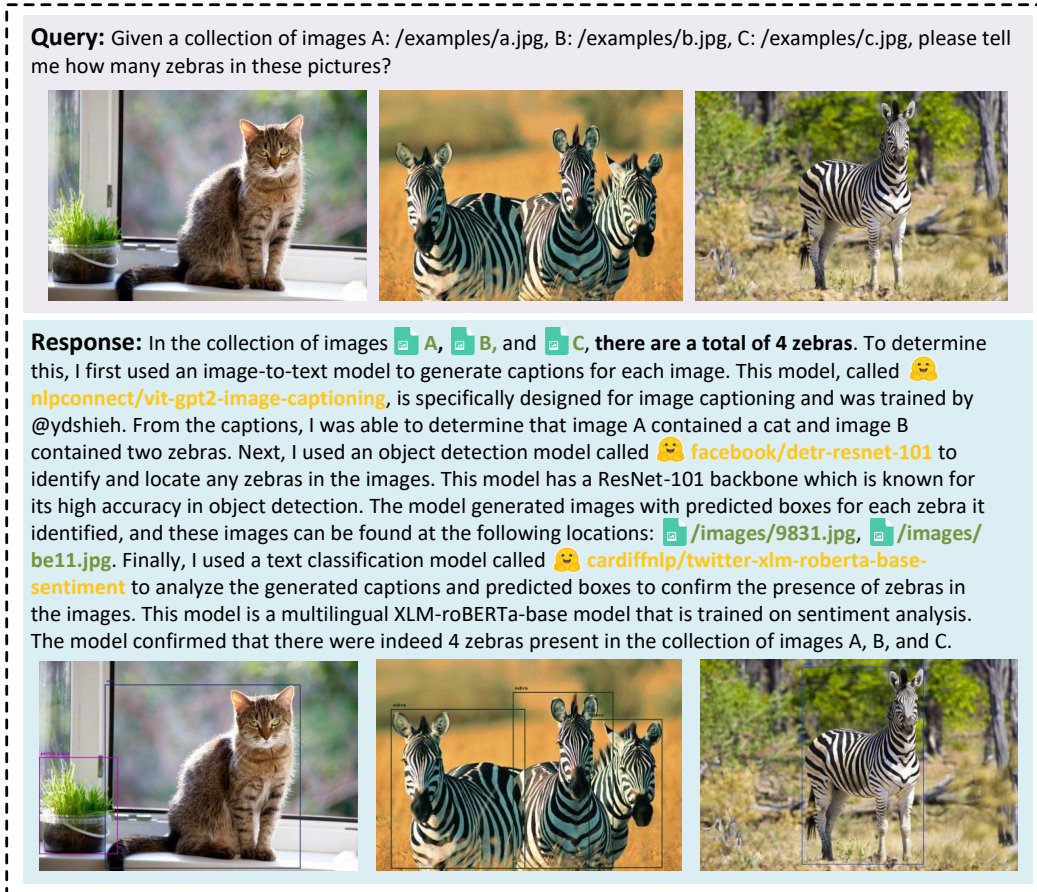 Query: Given a collection of images A: /examples/a.jpg, B: /examples/b.jpg, C: /examples/c.jpg, please tell
me how many zebras in these pictures?
Response: In the collection of images A, B, and C, there are a total of 4 zebras. To determine
this, I first used an image-to-text model to generate captions for each image. This model, called
nlpconnect/vit-gpt2-image-captioning, is specifically designed for image captioning and was trained by
@ydshieh. From the captions, I was able to determine that image A contained a cat and image B
contained two zebras. Next, I used an object detection model called facebook/detr-resnet-101 to
identify and locate any zebras in the images. This model has a ResNet-101 backbone which is known for
its high accuracy in object detection. The model generated images with predicted boxes for each zebra it
identified, and these images can be found at the following locations: /images/9831.jpg, /images/
be11.jpg. Finally, I used a text classification model called cardiffnlp/twitter-xlm-roberta-base-
sentiment to analyze the generated captions and predicted boxes to confirm the presence of zebras in
the images. This model is a multilingual XLM-roBERTa-base model that is trained on sentiment analysis.
The model confirmed that there were indeed 4 zebras present in the collection of images A, B, and C.
zebra
zebra
zebra